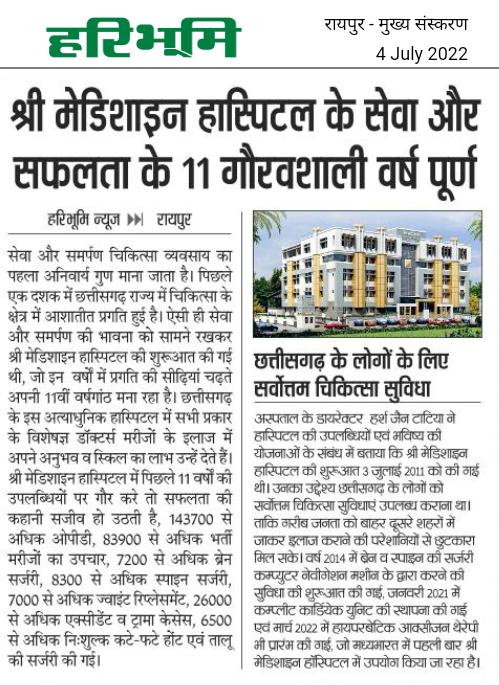 हरिभूमि
रायपुर - मुख्य संस्करण
4 July 2022
श्री मेडिशाइन हास्पिटल के सेवा और
सफलता के 11 गौरवशाली वर्ष पूर्ण
हरिभूमि न्यूज रायपुर
सेवा और समर्पण चिकित्सा व्यवसाय का
पहला अनिवार्य गुण माना जाता है। पिछले
एक दशक में छत्तीसगढ़ राज्य में चिकित्सा के
क्षेत्र में आशातीत प्रगति हुई है। ऐसी ही सेवा
और समर्पण की भावना को सामने रखकर
श्री मेडिशाइन हास्पिटल की शुरूआत की गई
थी, जो इन वर्षों में प्रगति की सीढ़ियां चढ़ते
अपनी 11वीं वर्षगांठ मना रहा है। छत्तीसगढ़
के इस अत्याधुनिक हास्पिटल में सभी प्रकार
के विशेषज्ञ डॉक्टर्स मरीजों के इलाज में
अपने अनुभव व स्किल का लाभ उन्हें देते हैं।
श्री मेडिशाइन हास्पिटल में पिछले 11 वर्षों की
उपलब्धियों पर गौर करे तो सफलता की
कहानी सजीव हो उठती है, 143700 से
अधिक ओपीडी, 83900 से अधिक भर्ती
मरीजों का उपचार, 7200 से अधिक ब्रेन
सर्जरी, 8300 से अधिक स्पाइन सर्जरी,
7000 से अधिक ज्वाइंट रिप्लेसमेंट, 26000
से अधिक एक्सीडेंट व ट्रामा केसेस, 6500
से अधिक निःशुल्क कटे-फटे होंट एवं तालू
की सर्जरी की गई।
छत्तीसगढ़ के लोगों के लिए
सर्वोत्तम चिकित्सा सुविधा
अस्पताल के डायरेक्टर हर्श जैन टाटिया ने
हास्पिटल की उपलब्धियों एवं भविष्य की
योजनाओं के संबंध में बताया कि श्री मेडिशाइन
हास्पिटल की शुरूआत 3 जुलाई 2011 को की गई
थी। उनका उद्देश्य छत्तीसगढ़ के लोगों को
सर्वोत्तम चिकित्सा सुविधाएं उपलब्ध कराना था।
ताकि गरीब जनता को बाहर दूसरे शहरों में
जाकर इलाज कराने की परेशानियों से छुटकारा
मिल सके। वर्ष 2014 में ब्रेन व स्पाइन की सर्जरी
कम्प्युटर नेवीगेशन मशीन के द्वारा करने की
सुविधा की शुरूआत की गई, जनवरी 2021 में
कम्प्लीट कार्डियेक युनिट की स्थापना की गई
एवं मार्च 2022 में हायपरबेटिक आक्सीजन थेरेपी
भी प्रारंभ की गई, जो मध्यभारत में पहली बार श्री
मेडिशाइन हॉस्पिटल में उपयोग किया जा रहा है।